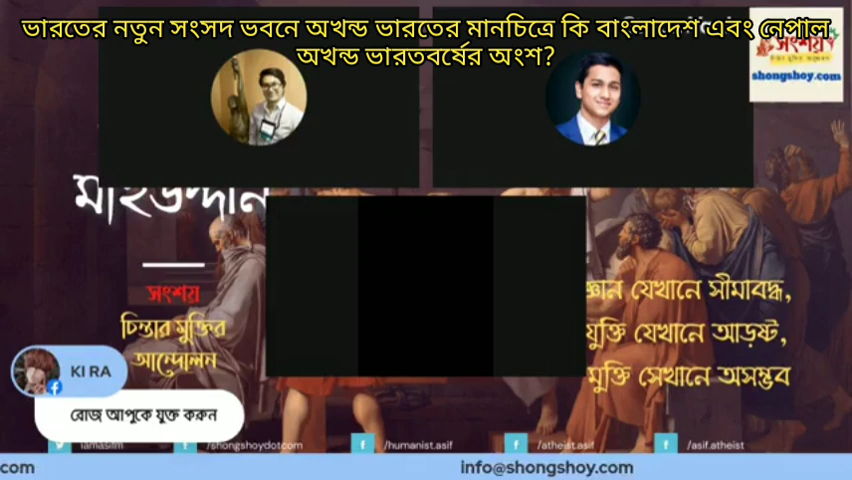 ভারতের নতুন সংসদ ভবনে অখন্ড ভারতের মানচিত্রে কি বাংলাদেশ এবং নেপাল
অখন্ড ভারতবর্ষের অংশ?
সংশয়
shongshoy.com
সংশয়
চিন্তার মুক্তির
আন্দোলন
জ্ঞান যেখানে সীমাবদ্ধ,
যুক্তি যেখানে আড়ষ্ট,
মুক্তি সেখানে অসম্ভব
KI RA
রোজ আপুকে যুক্ত করুন
iamasifm
/shongshoydotcom
/humanist.asif
/atheist.asif
/asif.atheist
com
info@shongshoy.com